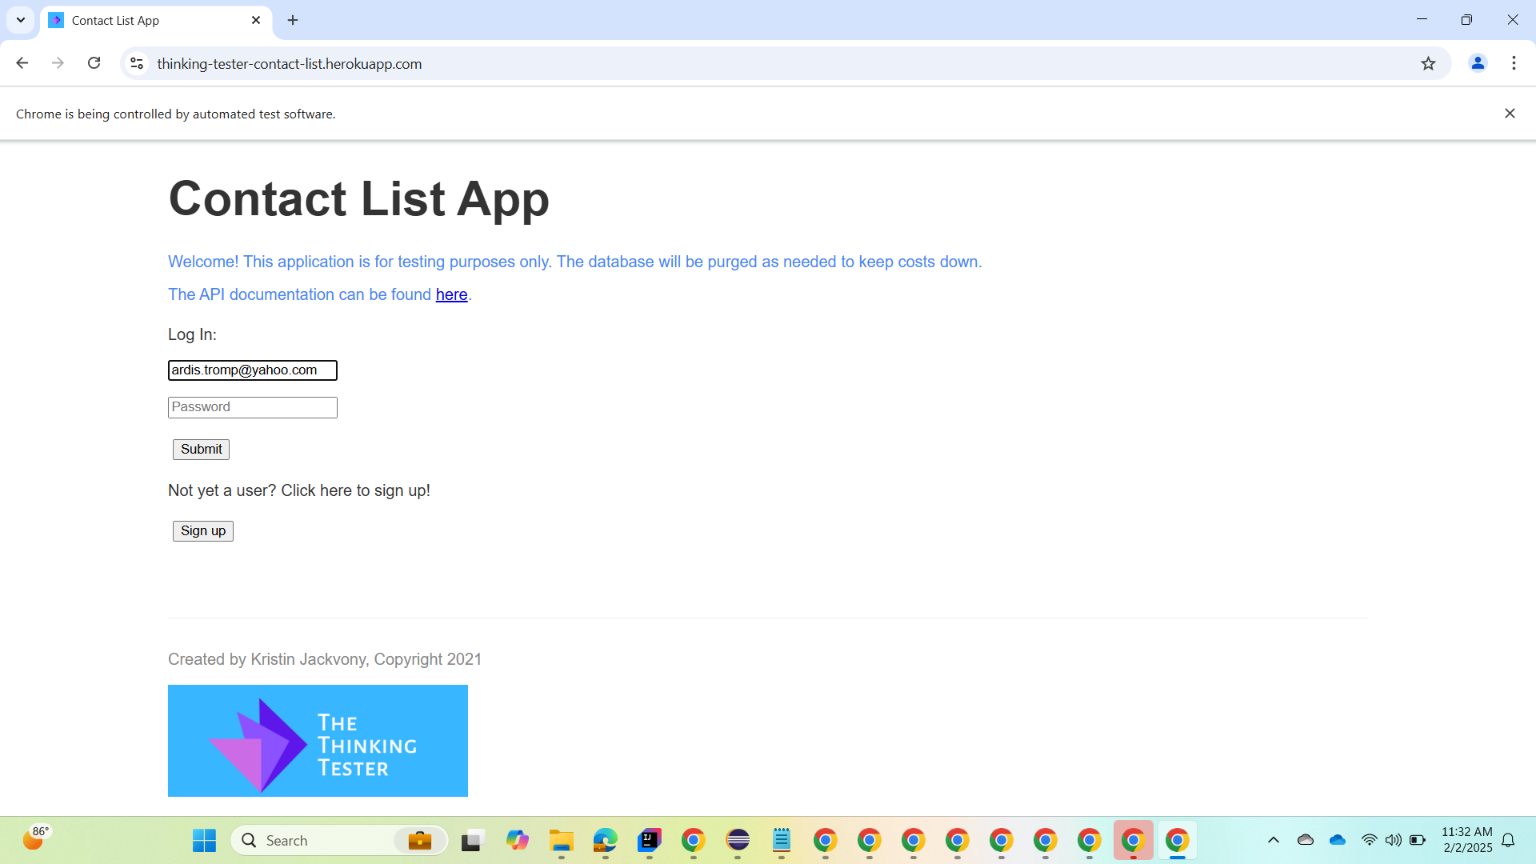 Contact List App
thinking-tester-contact-list.herokuapp.com
Chrome is being controlled by automated test software.
Contact List App
Welcome! This application is for testing purposes only. The database will be purged as needed to keep costs down.
The API documentation can be found here.
Log In:
ardis.tromp@yahoo.com
Password
Submit
Not yet a user? Click here to sign up!
Sign up
Created by Kristin Jackvony, Copyright 2021
THE
THINKING
TESTER
86°
Search
IJ
11:32 AM
2/2/2025